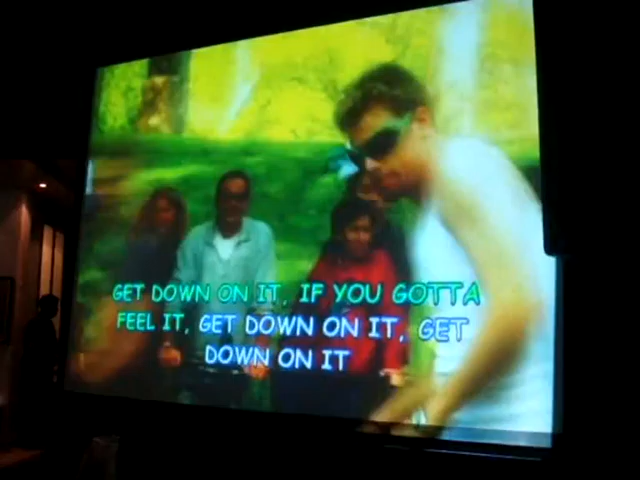 GET DOWN ON IT, IF YOU GOTTA
FEEL IT, GET DOWN ON IT, GET
DOWN ON IT